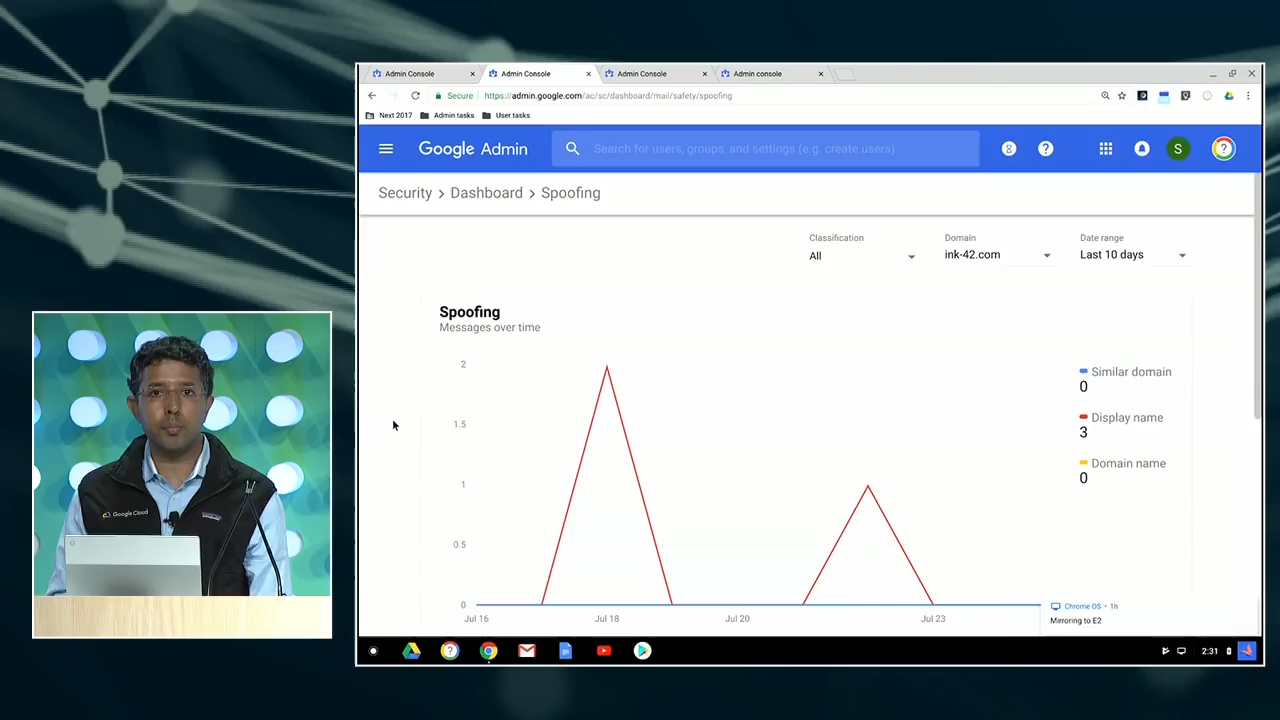 Admin Console
Admin Console
Admin Console
Admin console
Secure
https://admin.google.com/ac/sc/dashboard/mail/safety/spoofing
Next 2017
Admin tasks
User tasks
Google Admin
Search for users, groups, and settings (e.g. create users)
S
Security > Dashboard > Spoofing
Classification
All
Domain
ink-42.com
Date range
Last 10 days
Spoofing
Messages over time
2
1.5
1
0.5
0
Jul 16
Jul 18
Jul 20
Jul 23
Similar domain
0
Display name
3
Domain name
0
Chrome OS • 1h
Mirroring to E2
2:31
Google Cloud